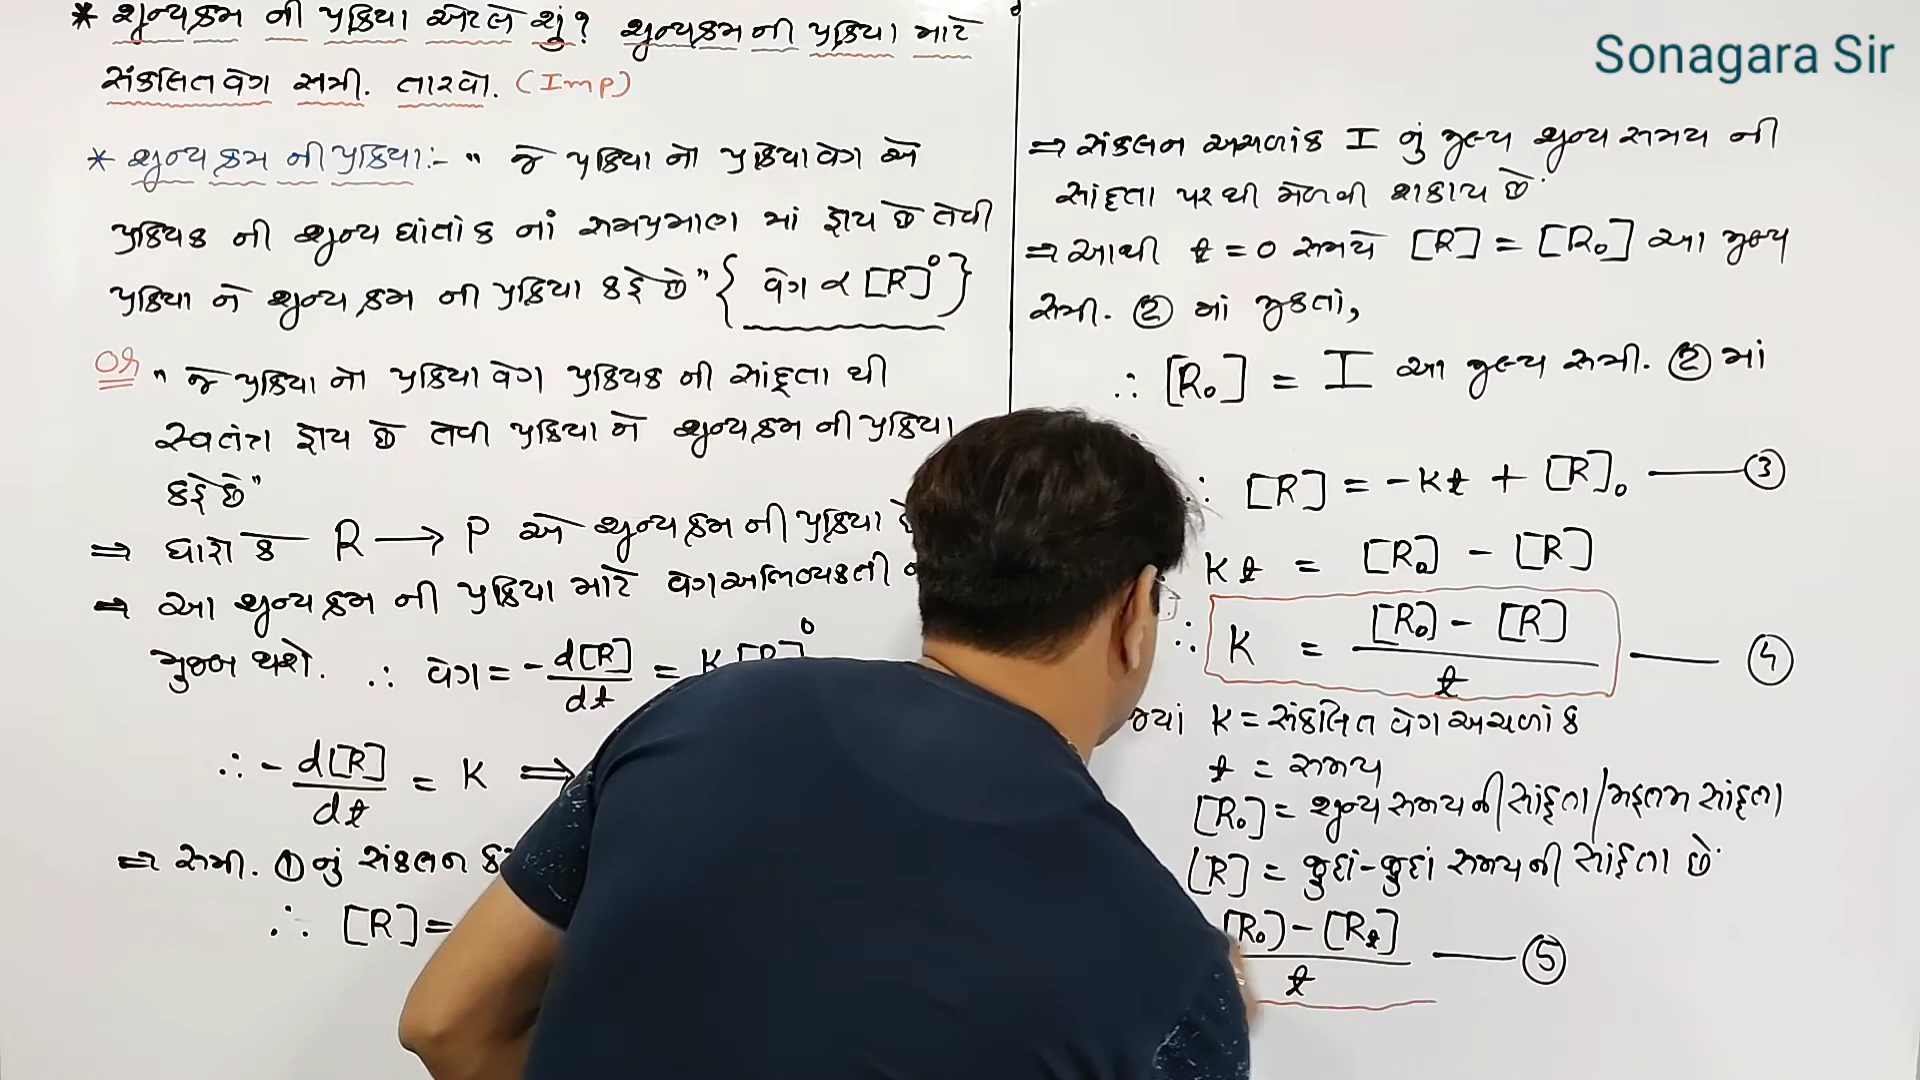 * શૂન્યક્રમ ની પ્રક્રિયા એટલે શું? શૂન્યક્રમ ની પ્રક્રિયા માટે
સંકલિત વેગ સમી. તારવો. (Imp)
* શૂન્ય ક્રમ ની પ્રક્રિયા:- " જે પ્રક્રિયા નો પ્રક્રિયા વેગ એ
પ્રક્રિયક ની શૂન્ય ઘાતાંક નાં સમપ્રમાણ માં હોય છે તેવી
પ્રક્રિયા ને શૂન્ય ક્રમ ની પ્રક્રિયા કહે છે" { વેગ ∝ [R]⁰ }
OR " જે પ્રક્રિયા નો પ્રક્રિયા વેગ પ્રક્રિયક ની સાંદ્રતા થી
સ્વતંત્ર હોય છે તેવી પ્રક્રિયા ને શૂન્યક્રમ ની પ્રક્રિયા
કહે છે"
⇒ ધારો કે R ⟶ P એ શૂન્ય ક્રમ ની પ્રક્રિયા
⇒ આ શૂન્ય ક્રમ ની પ્રક્રિયા માટે વેગઅભિવ્યક્તી
મુજબ થશે. ∴ વેગ = - d[R]/dt = K [R]⁰
∴ - d[R]/dt = K ⇒
⇒ સમી. ① નું સંકલન
∴ [R] =
Sonagara Sir
⇒ સંકલન અચળાંક I નું મૂલ્ય શૂન્ય સમય ની
સાંદ્રતા પર થી મેળવી શકાય છે.
⇒ આથી t = 0 સમયે [R] = [R₀] આ મૂલ્ય
સમી. ② માં મુકતાં,
∴ [R₀] = I આ મૂલ્ય સમી. ② માં
∴ [R] = -Kt + [R]₀ —— ③
Kt = [R₀] - [R]
∴ K = [R₀] - [R] / t —— ④
જ્યાં K = સંકલિત વેગ અચળાંક
t = સમય
[R₀] = શૂન્ય સમય ની સાંદ્રતા / મહત્તમ સાંદ્રતા
[R] = જુદાં-જુદાં સમય ની સાંદ્રતા છે.
[R₀] - [Rt] / t —— ⑤